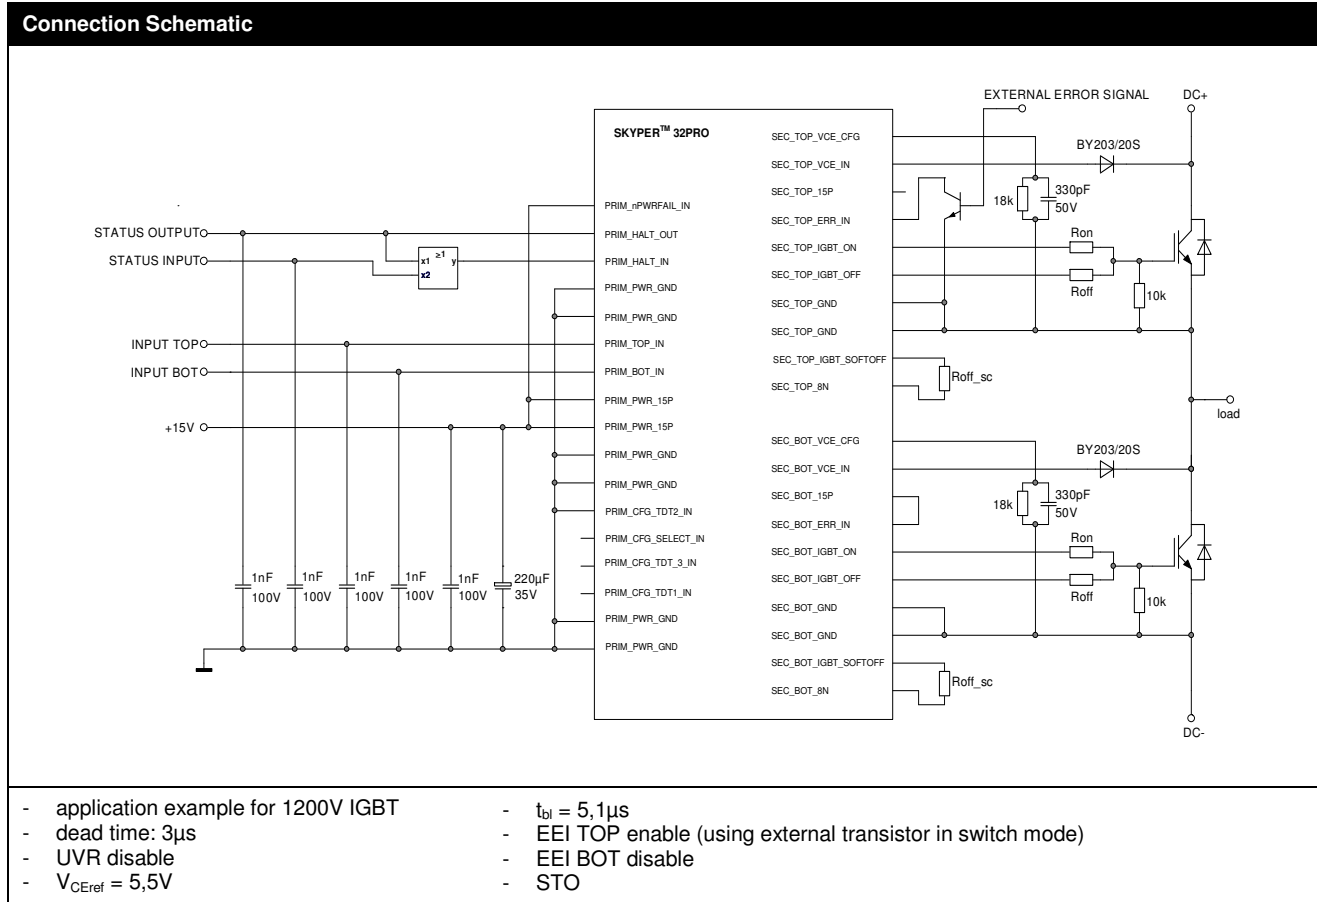 Connection Schematic
EXTERNAL ERROR SIGNAL
DC+
SKYPER™ 32PRO
SEC_TOP_VCE_CFG
BY203/20S
SEC_TOP_VCE_IN
SEC_TOP_15P
18k
330pF
50V
PRIM_nPWRFAIL_IN
SEC_TOP_ERR_IN
STATUS OUTPUT
PRIM_HALT_OUT
SEC_TOP_IGBT_ON
Ron
STATUS INPUT
x1
≥1
y
x2
PRIM_HALT_IN
SEC_TOP_IGBT_OFF
Roff
10k
PRIM_PWR_GND
SEC_TOP_GND
PRIM_PWR_GND
SEC_TOP_GND
INPUT TOP
PRIM_TOP_IN
SEC_TOP_IGBT_SOFTOFF
INPUT BOT
PRIM_BOT_IN
SEC_TOP_8N
Roff_sc
PRIM_PWR_15P
load
+15V
PRIM_PWR_15P
SEC_BOT_VCE_CFG
BY203/20S
PRIM_PWR_GND
SEC_BOT_VCE_IN
PRIM_PWR_GND
SEC_BOT_15P
18k
330pF
50V
PRIM_CFG_TDT2_IN
SEC_BOT_ERR_IN
PRIM_CFG_SELECT_IN
SEC_BOT_IGBT_ON
Ron
PRIM_CFG_TDT_3_IN
SEC_BOT_IGBT_OFF
Roff
10k
1nF
100V
1nF
100V
1nF
100V
1nF
100V
1nF
100V
220µF
35V
PRIM_CFG_TDT1_IN
SEC_BOT_GND
PRIM_PWR_GND
SEC_BOT_GND
PRIM_PWR_GND
SEC_BOT_IGBT_SOFTOFF
SEC_BOT_8N
Roff_sc
DC-
- application example for 1200V IGBT
- dead time: 3µs
- UVR disable
- VCEref = 5,5V
- tbl = 5,1µs
- EEI TOP enable (using external transistor in switch mode)
- EEI BOT disable
- STO